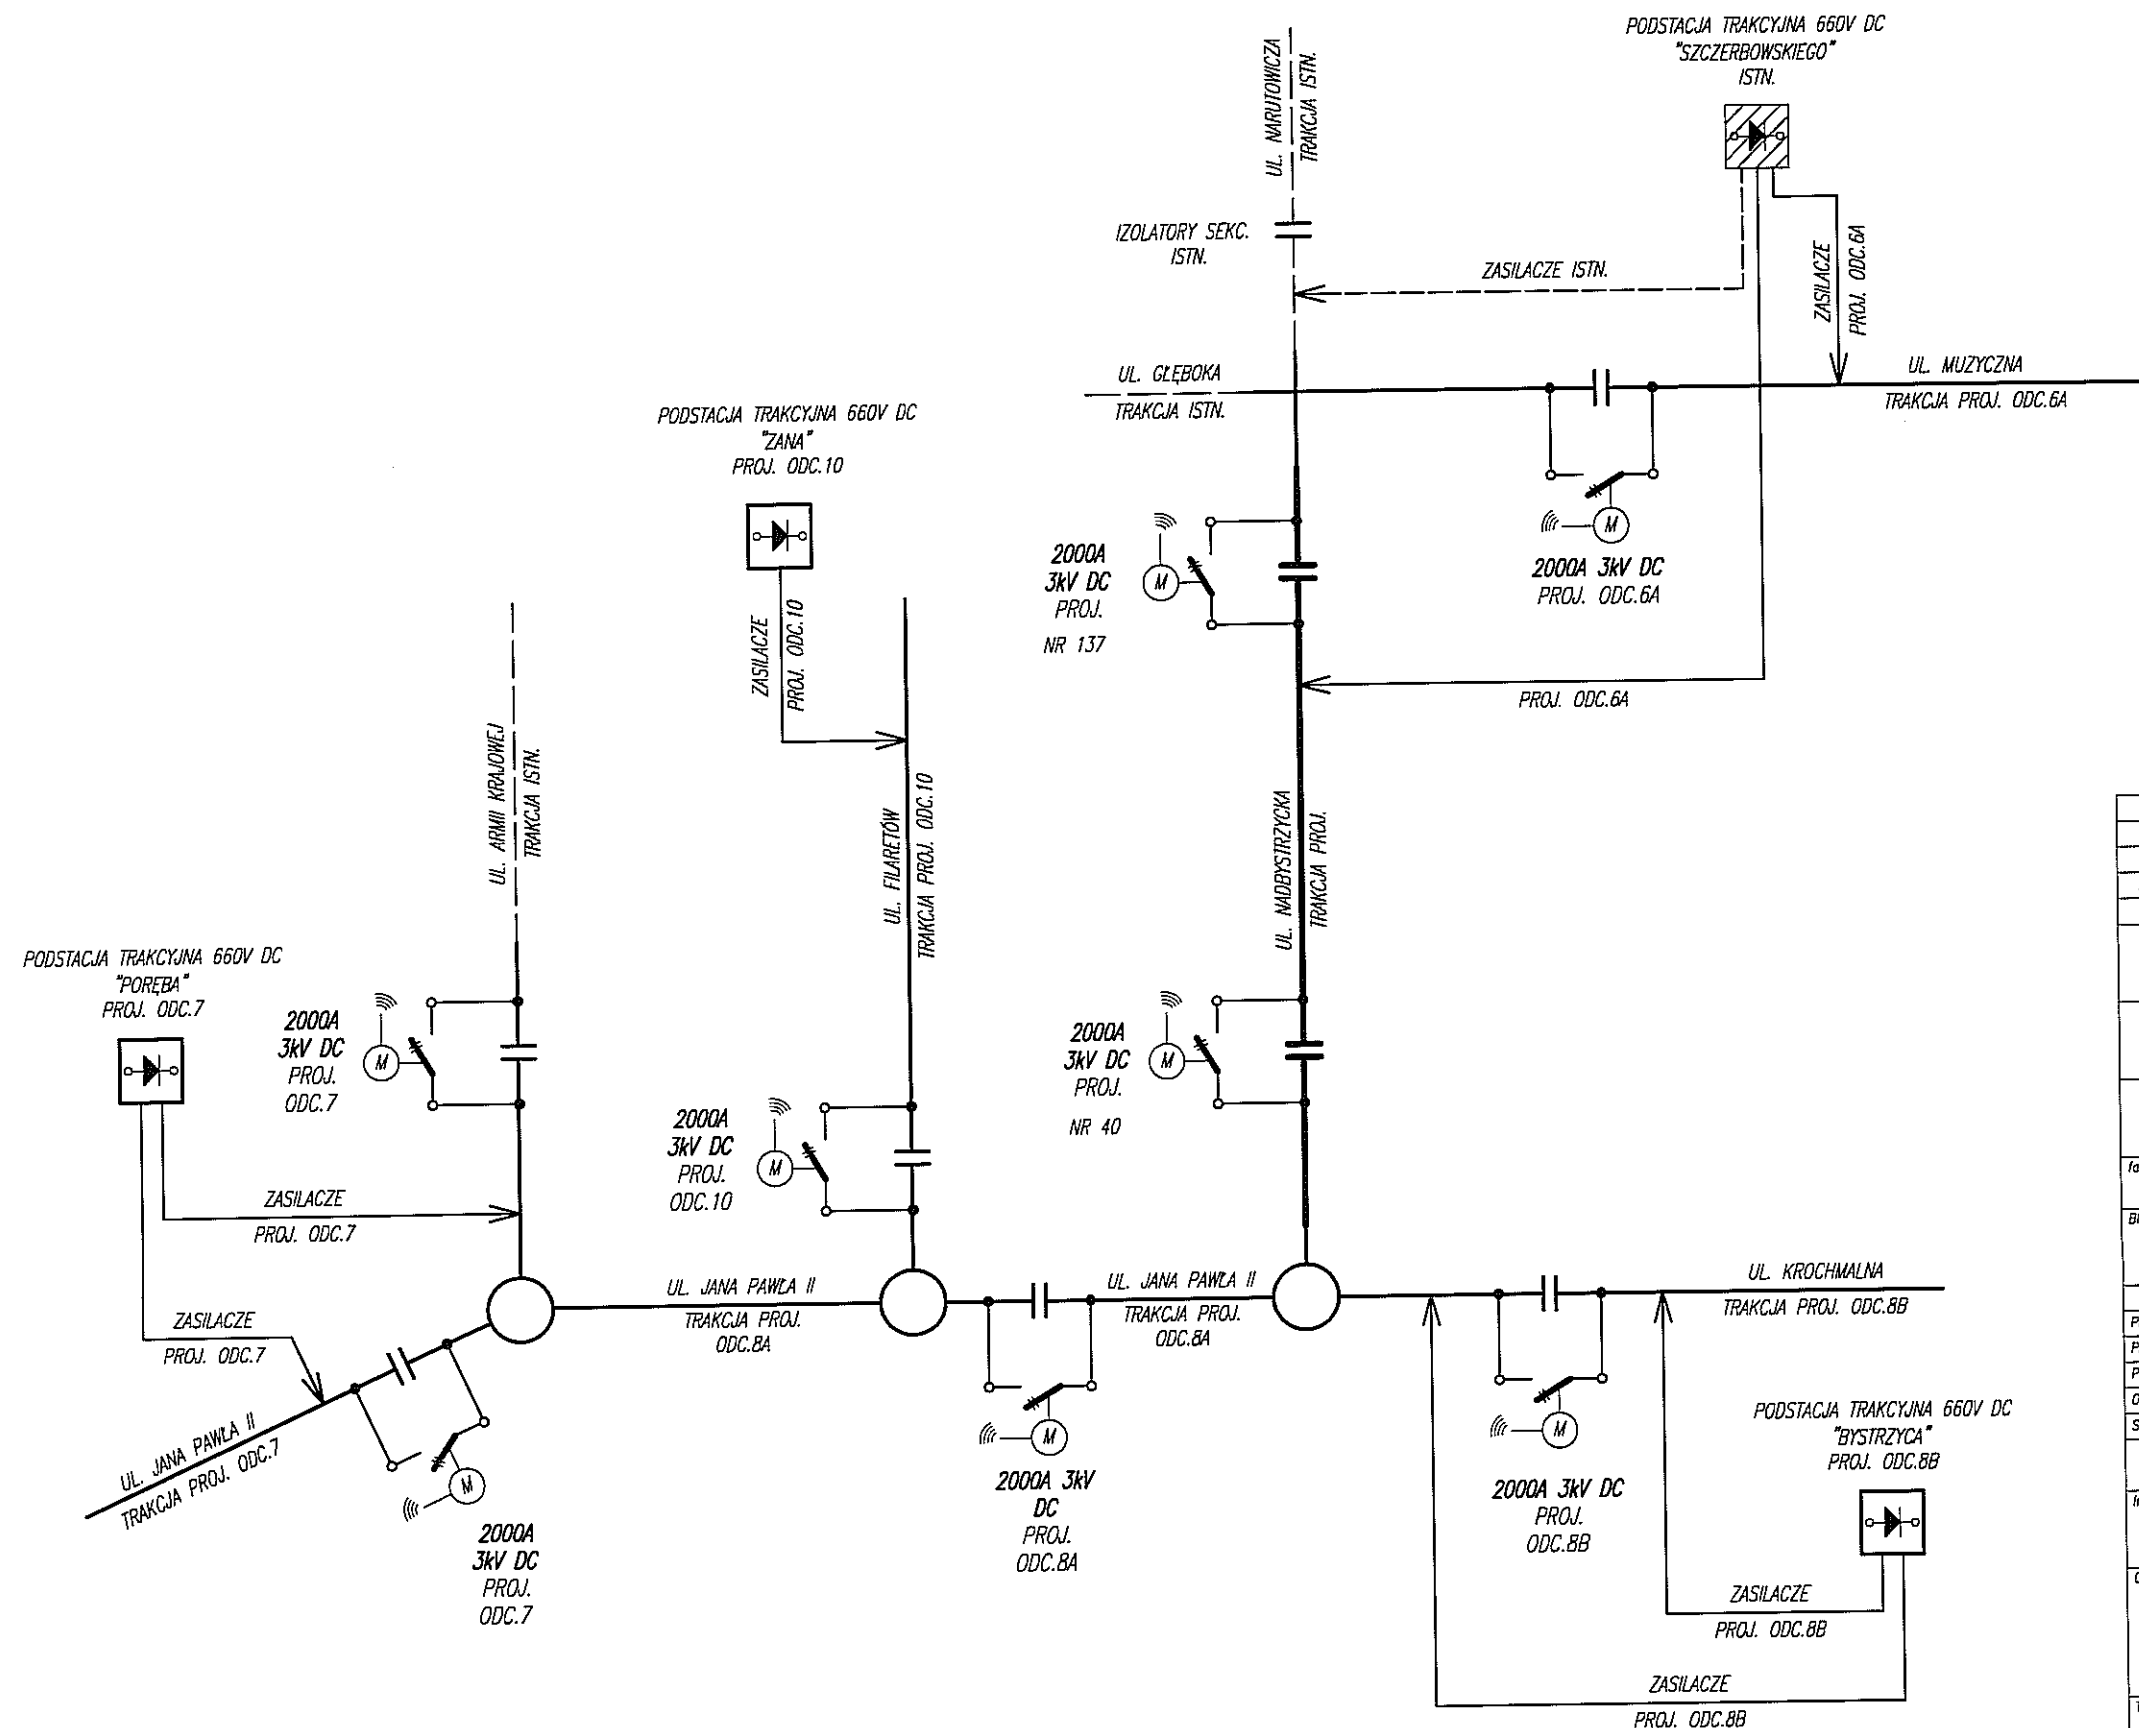 PODSTACJA TRAKCYJNA 660V DC
"SZCZERBOWSKIEGO"
ISTN.
UL. NARUTOWICZA
TRAKCJA ISTN.
IZOLATORY SEKC.
ISTN.
ZASILACZE ISTN.
ZASILACZE
PROJ. ODC.6A
UL. GŁĘBOKA
TRAKCJA ISTN.
UL. MUZYCZNA
TRAKCJA PROJ. ODC.6A
PODSTACJA TRAKCYJNA 660V DC
"ZANA"
PROJ. ODC.10
M
2000A 3kV DC
PROJ. ODC.6A
2000A
3kV DC
PROJ.
NR 137
M
ZASILACZE
PROJ. ODC.10
PROJ. ODC.6A
UL. ARMII KRAJOWEJ
TRAKCJA ISTN.
UL. FILARETÓW
TRAKCJA PROJ. ODC.10
UL. NADBYSTRZYCKA
TRAKCJA PROJ.
PODSTACJA TRAKCYJNA 660V DC
"PORĘBA"
PROJ. ODC.7
2000A
3kV DC
PROJ.
ODC.7
M
2000A
3kV DC
PROJ.
NR 40
M
2000A
3kV DC
PROJ.
ODC.10
M
ZASILACZE
PROJ. ODC.7
ZASILACZE
PROJ. ODC.7
UL. JANA PAWŁA II
TRAKCJA PROJ.
ODC.8A
UL. JANA PAWŁA II
TRAKCJA PROJ.
ODC.8A
UL. KROCHMALNA
TRAKCJA PROJ. ODC.8B
UL. JANA PAWŁA II
TRAKCJA PROJ. ODC.7
M
2000A
3kV DC
PROJ.
ODC.7
M
2000A 3kV
DC
PROJ.
ODC.8A
M
2000A 3kV DC
PROJ.
ODC.8B
PODSTACJA TRAKCYJNA 660V DC
"BYSTRZYCA"
PROJ. ODC.8B
ZASILACZE
PROJ. ODC.8B
ZASILACZE
PROJ. ODC.8B